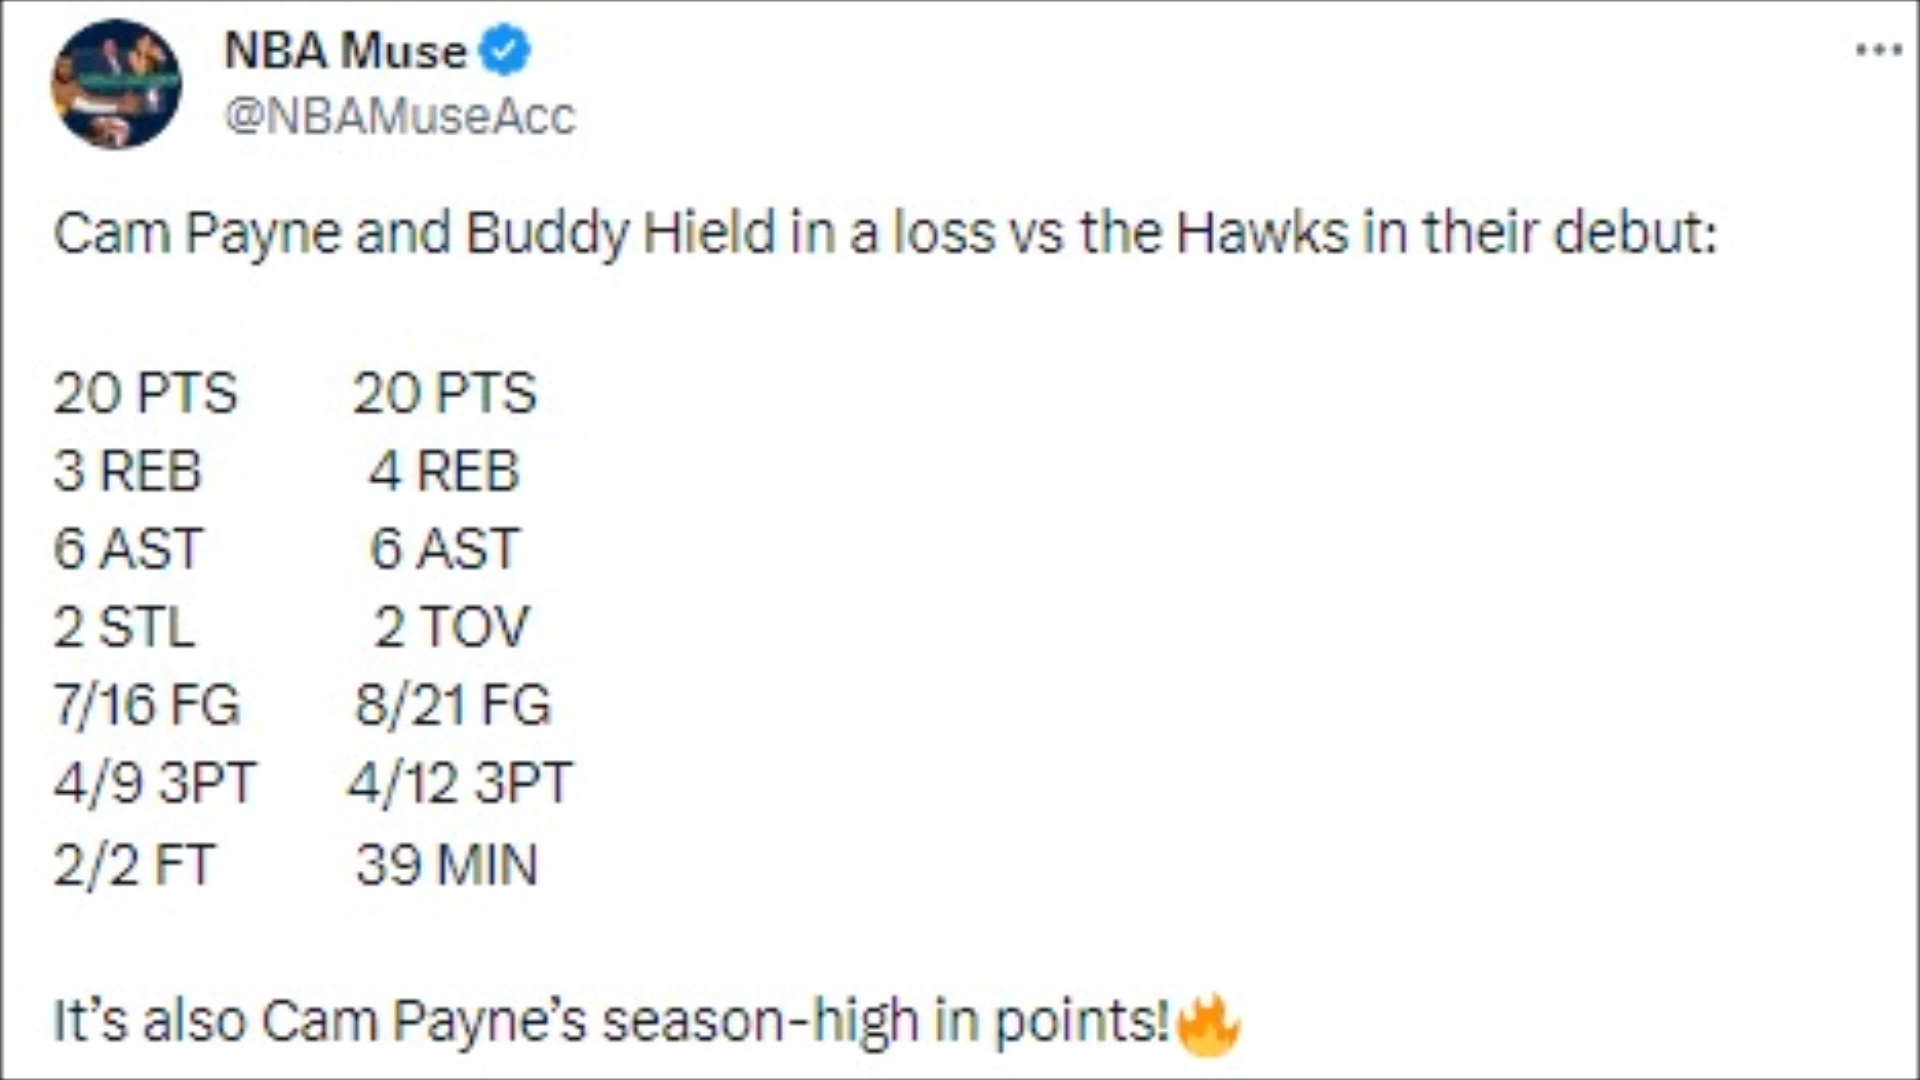 NBA Muse
@NBAMuseAcc
Cam Payne and Buddy Hield in a loss vs the Hawks in their debut:
20 PTS 20 PTS
3 REB 4 REB
6 AST 6 AST
2 STL 2 TOV
7/16 FG 8/21 FG
4/9 3PT 4/12 3PT
2/2 FT 39 MIN
It’s also Cam Payne’s season-high in points!🔥